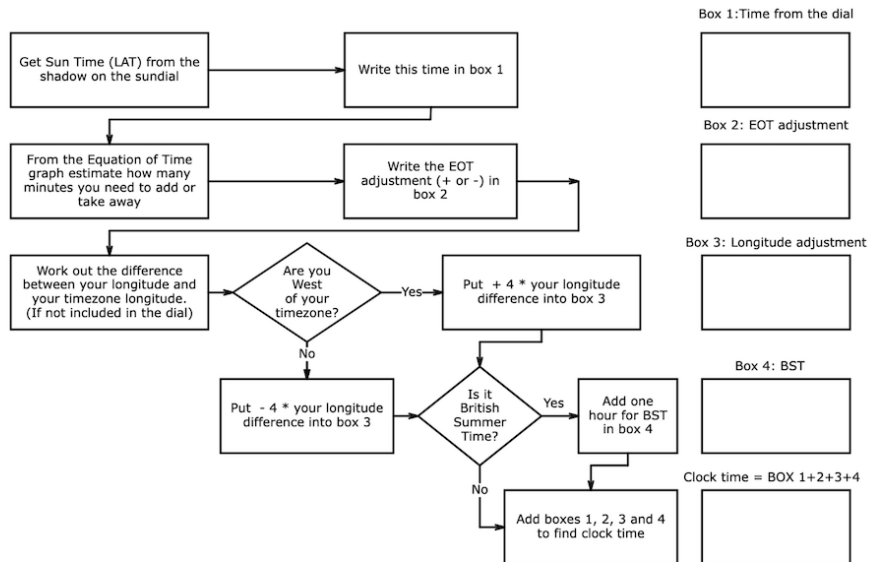 Box 1:Time from the dial
Get Sun Time (LAT) from the
shadow on the sundial
Write this time in box 1
Box 2: EOT adjustment
From the Equation of Time
graph estimate how many
minutes you need to add or
take away
Write the EOT
adjustment (+ or -) in
box 2
Box 3: Longitude adjustment
Work out the difference
between your longitude and
your timezone longitude.
(If not included in the dial)
Are you
West
of your
timezone?
Yes
Put + 4 * your longitude
difference into box 3
No
Box 4: BST
Put - 4 * your longitude
difference into box 3
Is it
British
Summer
Time?
Yes
Add one
hour for BST
in box 4
No
Clock time = BOX 1+2+3+4
Add boxes 1, 2, 3 and 4
to find clock time